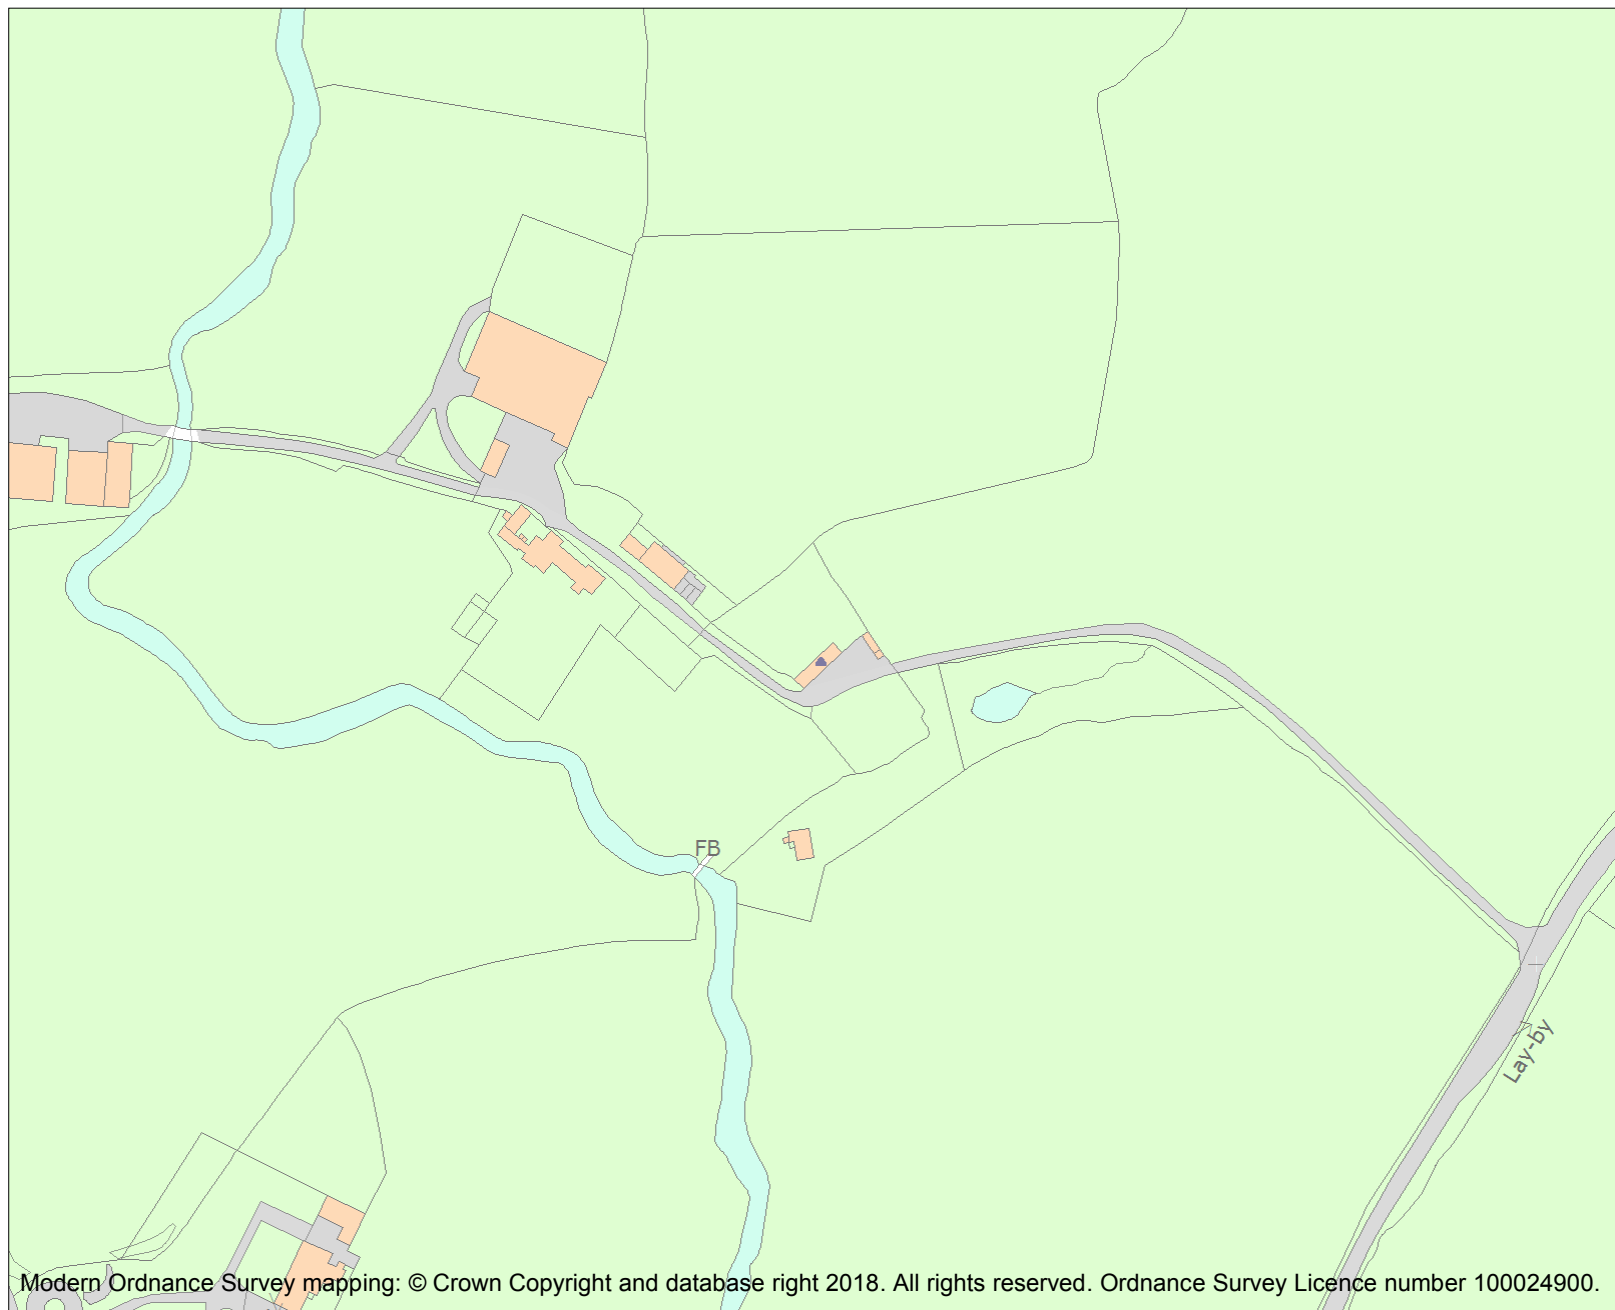 FB
Lay-by
Modern Ordnance Survey mapping: © Crown Copyright and database right 2018. All rights reserved. Ordnance Survey Licence number 100024900.